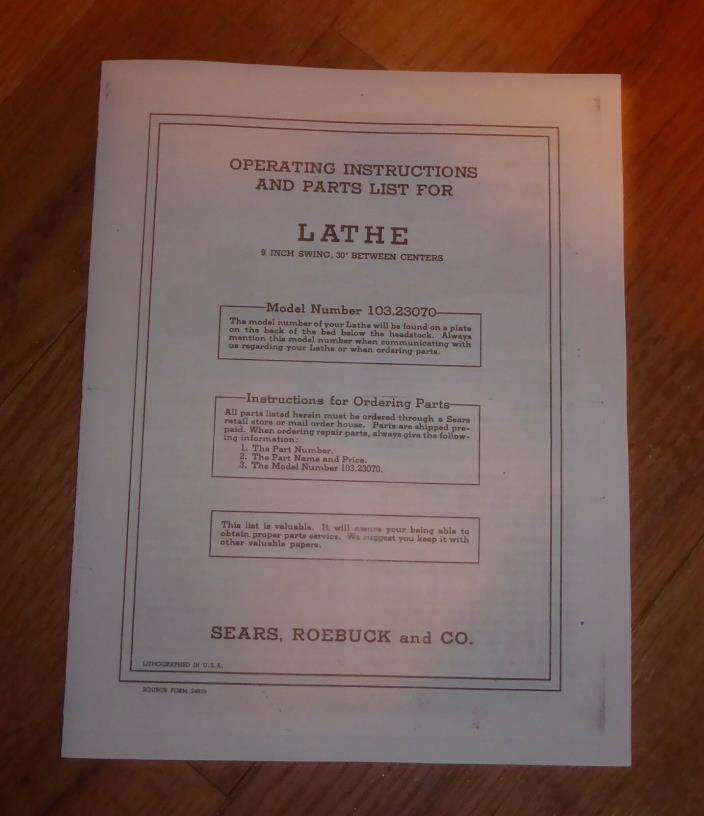 OPERATING INSTRUCTIONS
AND PARTS LIST FOR
LATHE
9 INCH SWING, 30" BETWEEN CENTERS
Model Number 103.23070
The model number of your Lathe will be found on a plate
on the back of the bed below the headstock. Always
mention this model number when communicating with
us regarding your Lathe or when ordering parts.
Instructions for Ordering Parts
All parts listed herein must be ordered through a Sears
retail store or mail order house. Parts are shipped pre-
paid. When ordering repair parts, always give the follow-
ing information:
1. The Part Number.
2. The Part Name and Price.
3. The Model Number 103.23070.
This list is valuable. It will assure your being able to
obtain proper parts service. We suggest you keep it with
other valuable papers.
SEARS, ROEBUCK and CO.
LITHOGRAPHED IN U.S.A.
SOURCE FORM